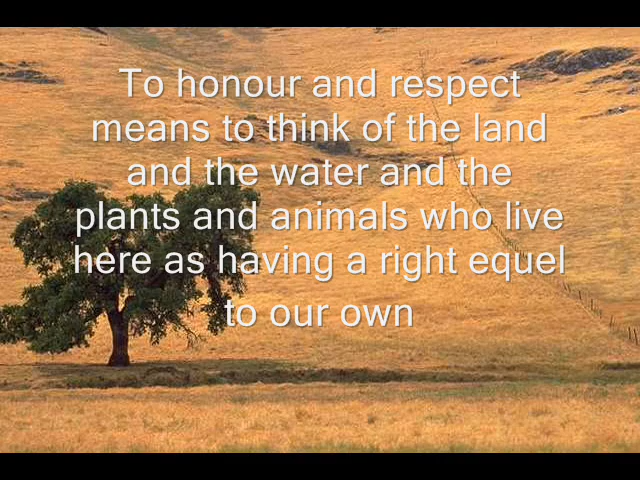 To honour and respect
means to think of the land
and the water and the
plants and animals who live
here as having a right equel
to our own